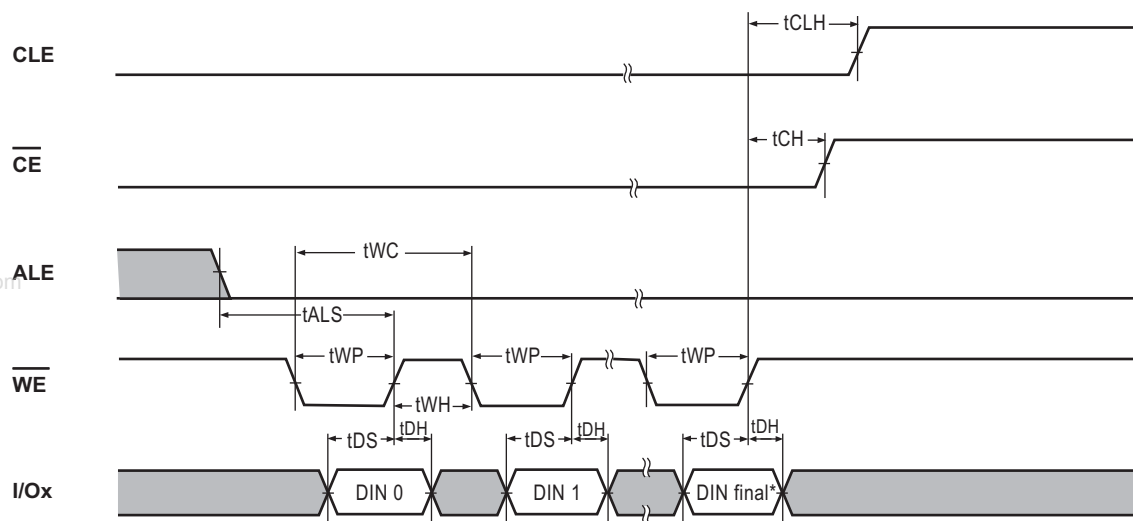 tCLH
CLE
tCH
CE
tWC
ALE
om
tALS
tWP tWP tWP
WE
tWH
tDS tDH tDS tDH tDS tDH
I/Ox DIN 0 DIN 1 DIN final*